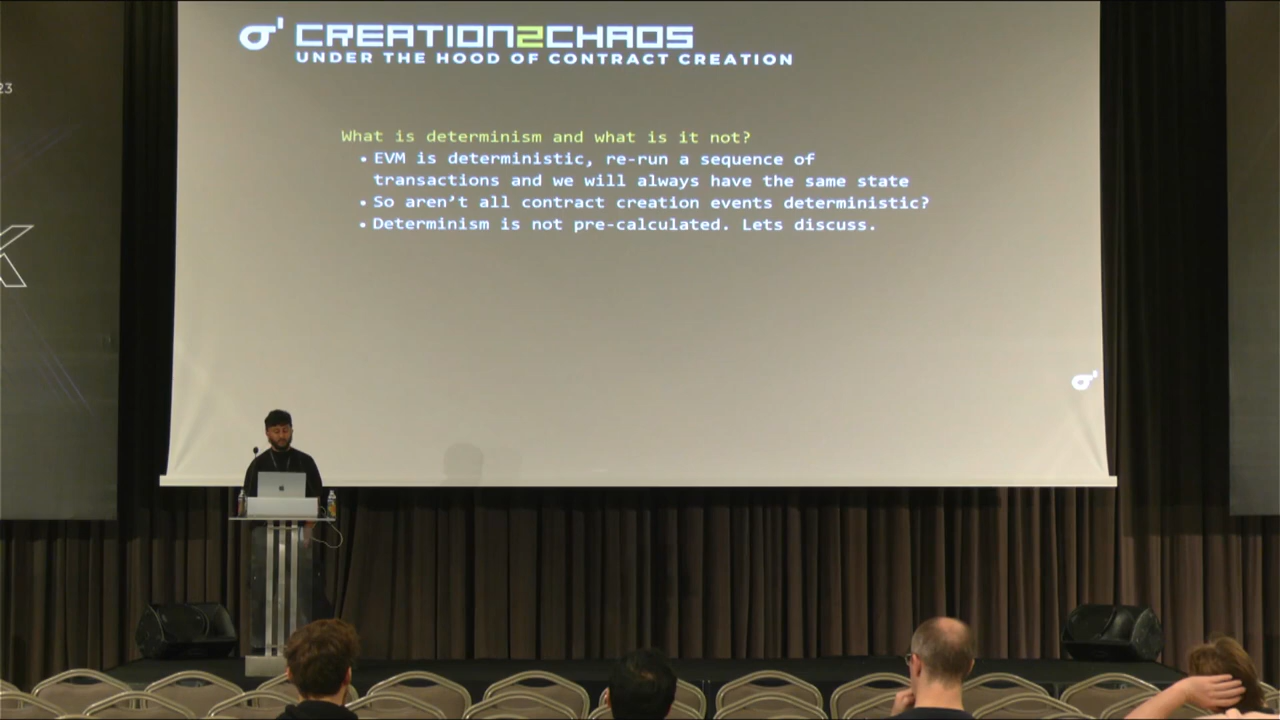 CREATION2CHAOS
UNDER THE HOOD OF CONTRACT CREATION
23
What is determinism and what is it not?
• EVM is deterministic, re-run a sequence of
transactions and we will always have the same state
• So aren't all contract creation events deterministic?
• Determinism is not pre-calculated. Lets discuss.
K